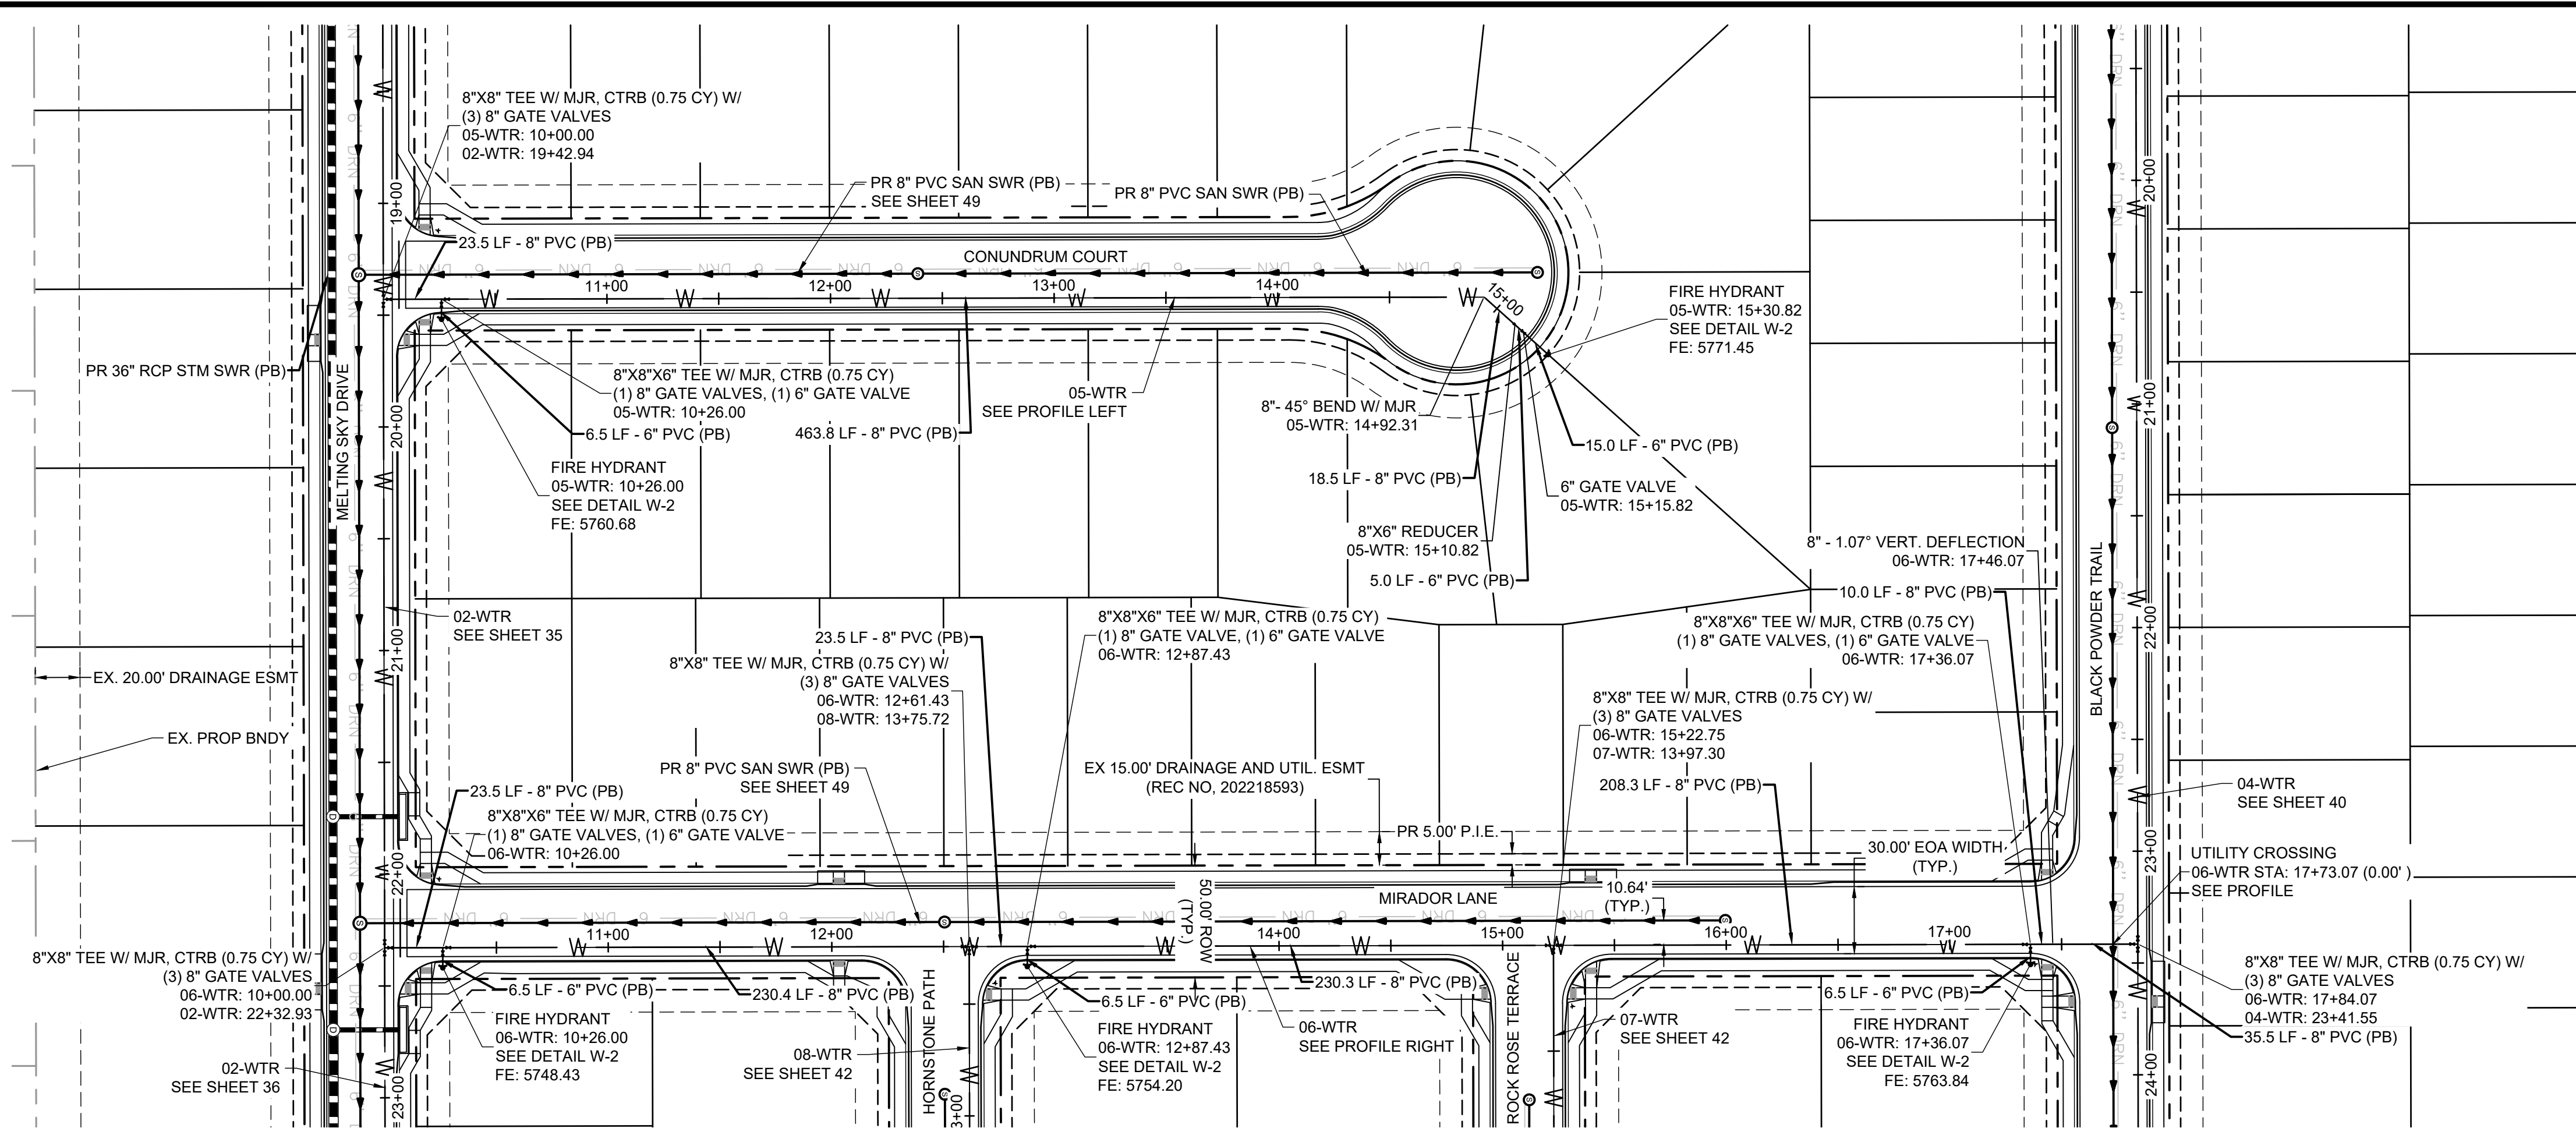 8"X8" TEE W/ MJR, CTRB (0.75 CY) W/
(3) 8" GATE VALVES
05-WTR: 10+00.00
02-WTR: 19+42.94
PR 8" PVC SAN SWR (PB)
SEE SHEET 49
PR 8" PVC SAN SWR (PB)
19+00
23.5 LF - 8" PVC (PB)
CONUNDRUM COURT
11+00
12+00
13+00
14+00
15+00
FIRE HYDRANT
05-WTR: 15+30.82
SEE DETAIL W-2
FE: 5771.45
20+00
PR 36" RCP STM SWR (PB)
MELTING SKY DRIVE
8"X8"X6" TEE W/ MJR, CTRB (0.75 CY)
(1) 8" GATE VALVES, (1) 6" GATE VALVE
05-WTR: 10+26.00
6.5 LF - 6" PVC (PB)
463.8 LF - 8" PVC (PB)
05-WTR
SEE PROFILE LEFT
8"- 45° BEND W/ MJR
05-WTR: 14+92.31
15.0 LF - 6" PVC (PB)
20+00
21+00
FIRE HYDRANT
05-WTR: 10+26.00
SEE DETAIL W-2
FE: 5760.68
18.5 LF - 8" PVC (PB)
6" GATE VALVE
05-WTR: 15+15.82
8"X6" REDUCER
05-WTR: 15+10.82
5.0 LF - 6" PVC (PB)
8" - 1.07° VERT. DEFLECTION
06-WTR: 17+46.07
10.0 LF - 8" PVC (PB)
BLACK POWDER TRAIL
02-WTR
SEE SHEET 35
21+00
22+00
23.5 LF - 8" PVC (PB)
8"X8"X6" TEE W/ MJR, CTRB (0.75 CY)
(1) 8" GATE VALVE, (1) 6" GATE VALVE
06-WTR: 12+87.43
8"X8"X6" TEE W/ MJR, CTRB (0.75 CY)
(1) 8" GATE VALVES, (1) 6" GATE VALVE
06-WTR: 17+36.07
8"X8" TEE W/ MJR, CTRB (0.75 CY) W/
(3) 8" GATE VALVES
06-WTR: 12+61.43
08-WTR: 13+75.72
EX. 20.00' DRAINAGE ESMT
8"X8" TEE W/ MJR, CTRB (0.75 CY) W/
(3) 8" GATE VALVES
06-WTR: 15+22.75
07-WTR: 13+97.30
EX. PROP BNDY
PR 8" PVC SAN SWR (PB)
SEE SHEET 49
EX 15.00' DRAINAGE AND UTIL. ESMT
(REC NO, 202218593)
208.3 LF - 8" PVC (PB)
04-WTR
SEE SHEET 40
23.5 LF - 8" PVC (PB)
8"X8"X6" TEE W/ MJR, CTRB (0.75 CY)
(1) 8" GATE VALVES, (1) 6" GATE VALVE
06-WTR: 10+26.00
PR 5.00' P.I.E.
30.00' EOA WIDTH
(TYP.)
22+00
23+00
UTILITY CROSSING
06-WTR STA: 17+73.07 (0.00' )
SEE PROFILE
50.00' ROW
(TYP.)
MIRADOR LANE
10.64'
(TYP.)
11+00
12+00
14+00
15+00
16+00
17+00
8"X8" TEE W/ MJR, CTRB (0.75 CY) W/
(3) 8" GATE VALVES
06-WTR: 10+00.00
02-WTR: 22+32.93
6.5 LF - 6" PVC (PB)
230.4 LF - 8" PVC (PB)
6.5 LF - 6" PVC (PB)
230.3 LF - 8" PVC (PB)
6.5 LF - 6" PVC (PB)
8"X8" TEE W/ MJR, CTRB (0.75 CY) W/
(3) 8" GATE VALVES
06-WTR: 17+84.07
04-WTR: 23+41.55
35.5 LF - 8" PVC (PB)
FIRE HYDRANT
06-WTR: 10+26.00
SEE DETAIL W-2
FE: 5748.43
HORNSTONE PATH
08-WTR
SEE SHEET 42
FIRE HYDRANT
06-WTR: 12+87.43
SEE DETAIL W-2
FE: 5754.20
06-WTR
SEE PROFILE RIGHT
ROCK ROSE TERRACE
07-WTR
SEE SHEET 42
FIRE HYDRANT
06-WTR: 17+36.07
SEE DETAIL W-2
FE: 5763.84
02-WTR
SEE SHEET 36
23+00
24+00